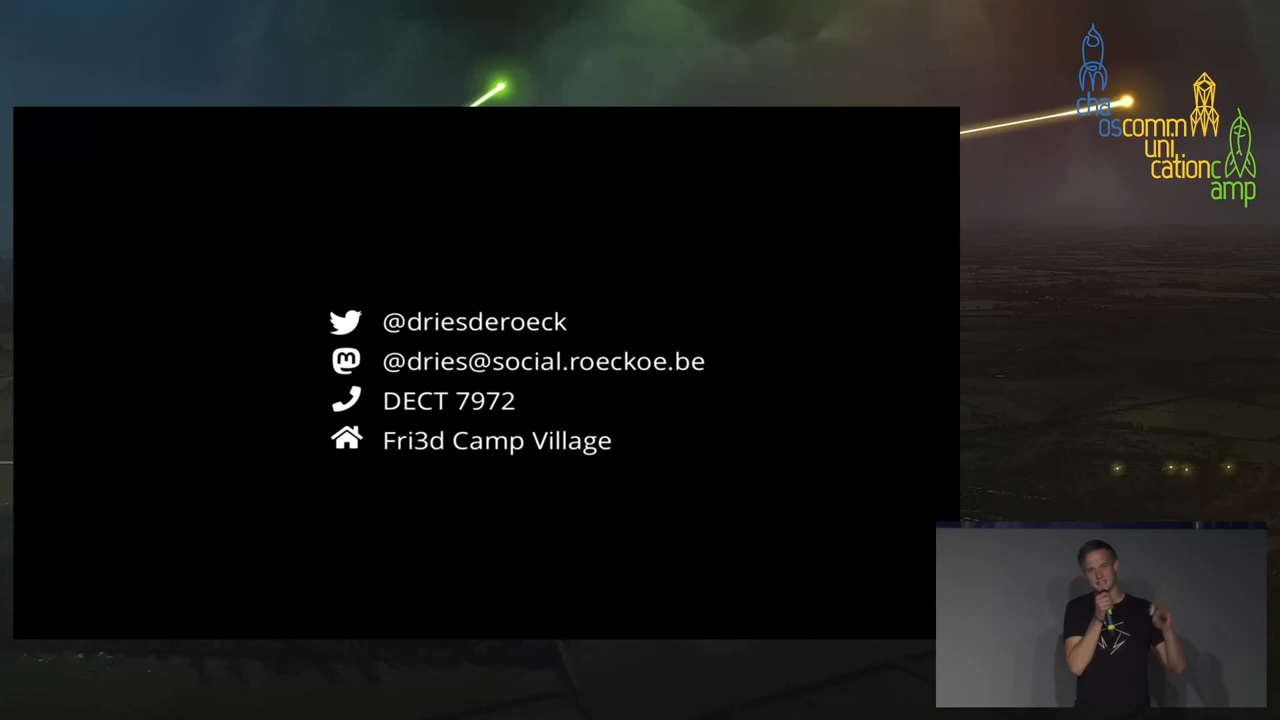 chaoscommunicationcamp
@driesderoeck
@dries@social.roeckoe.be
DECT 7972
Fri3d Camp Village